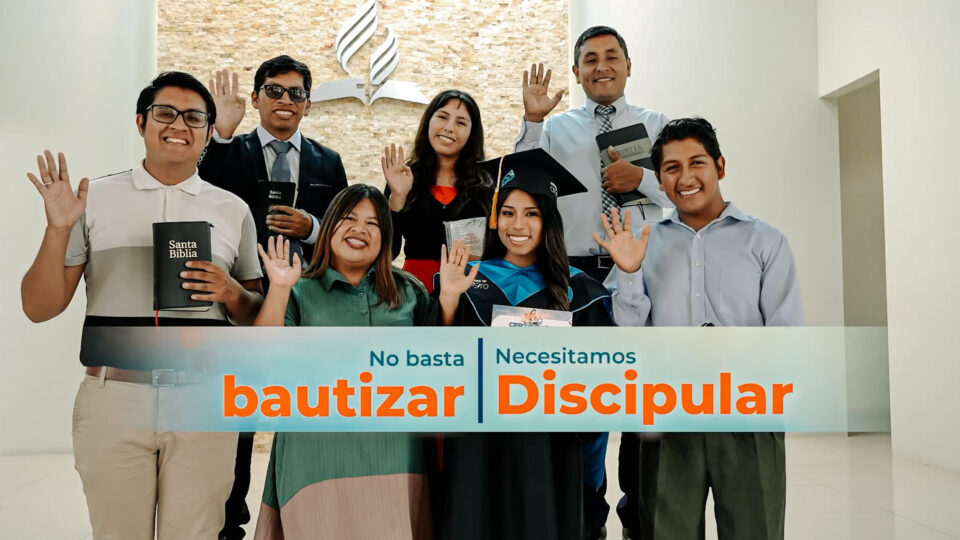 Santa
Biblia
Santa
Biblia
BIBLIA
No basta
bautizar
Necesitamos
Discipular